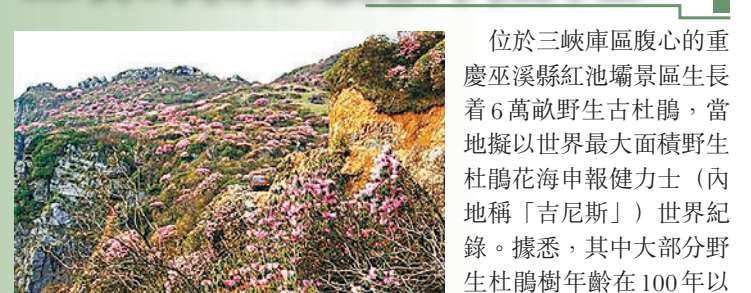 位於三峽庫區腹心的重
慶巫溪縣紅池壩景區生長
着6萬畝野生古杜鵑，當
地擬以世界最大面積野生
杜鵑花海申報健力士（內
地稱「吉尼斯」）世界紀
錄。據悉，其中大部分野
生杜鵑樹年齡在100年以